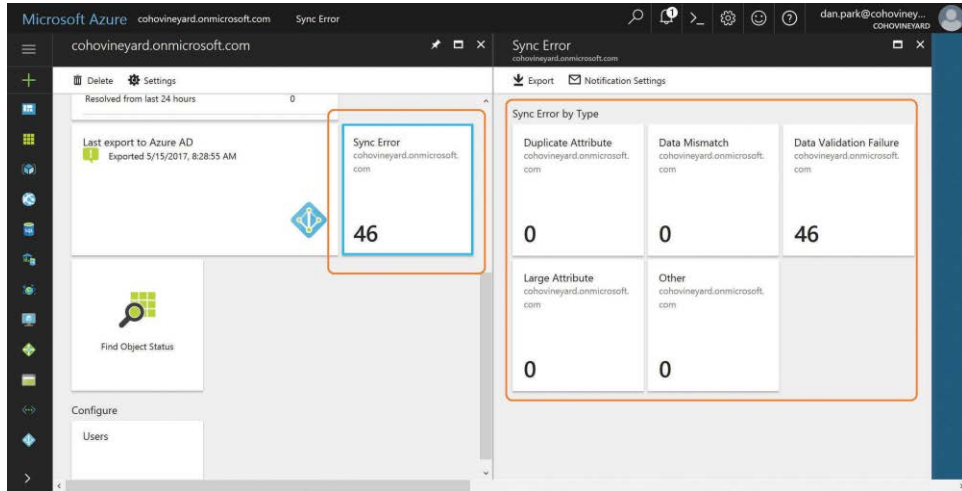 Microsoft Azure cohovineyard.onmicrosoft.com Sync Error
1
dan.park@cohoviney...
COHOVINEYARD
cohovineyard.onmicrosoft.com
Delete Settings
Resolved from last 24 hours 0
Last export to Azure AD
Exported 5/15/2017, 8:28:55 AM
Sync Error
cohovineyard.onmicrosoft.
com
46
Find Object Status
Configure
Users
Sync Error
cohovineyard.onmicrosoft.com
Export Notification Settings
Sync Error by Type
Duplicate Attribute
cohovineyard.onmicrosoft.
com
0
Data Mismatch
cohovineyard.onmicrosoft.
com
0
Data Validation Failure
cohovineyard.onmicrosoft.
com
46
Large Attribute
cohovineyard.onmicrosoft.
com
0
Other
cohovineyard.onmicrosoft.
com
0